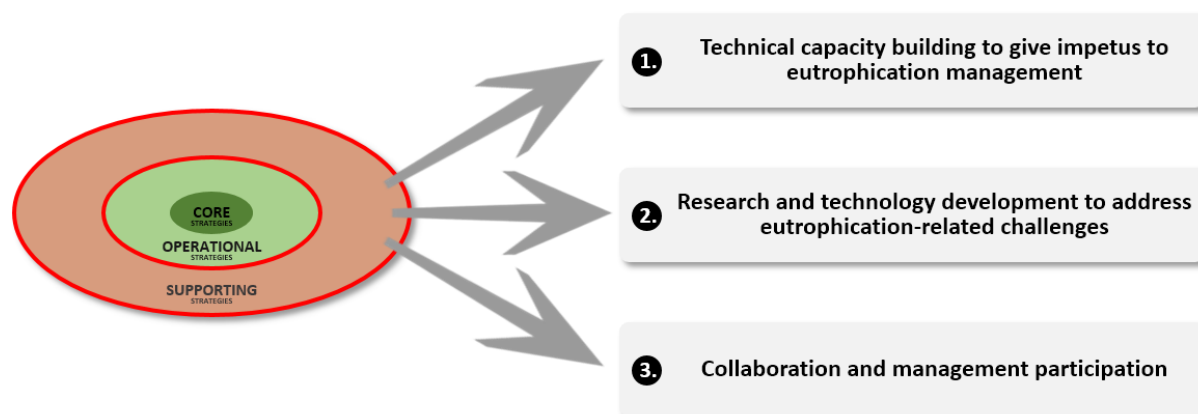 CORE
STRATEGIES
OPERATIONAL
STRATEGIES
SUPPORTING
STRATEGIES
1. Technical capacity building to give impetus to
eutrophication management
2. Research and technology development to address
eutrophication-related challenges
3. Collaboration and management participation